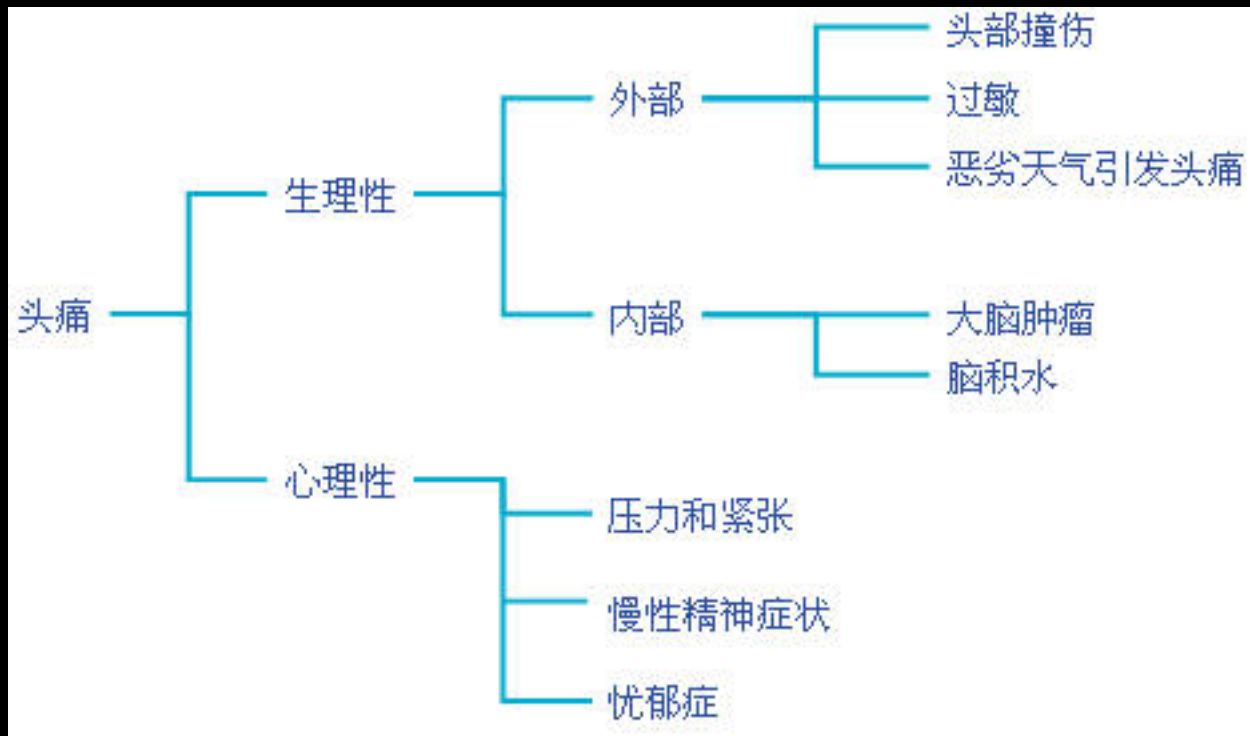 头部撞伤
外部
过敏
恶劣天气引发头痛
生理性
头痛
内部
大脑肿瘤
脑积水
心理性
压力和紧张
慢性精神症状
忧郁症